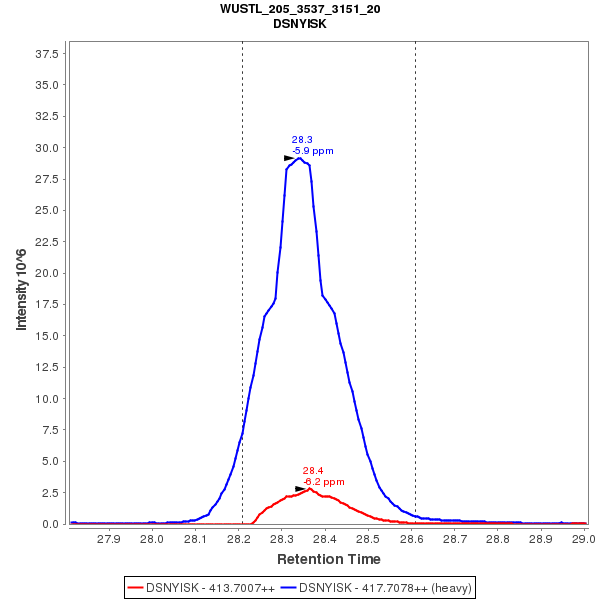 WUSTL_205_3537_3151_20
DSNYISK
Intensity 10^6
37.5
35.0
32.5
30.0
27.5
25.0
22.5
20.0
17.5
15.0
12.5
10.0
7.5
5.0
2.5
0.0
28.3
-5.9 ppm
28.4
-6.2 ppm
27.9 28.0 28.1 28.2 28.3 28.4 28.5 28.6 28.7 28.8 28.9 29.0
Retention Time
DSNYISK - 413.7007++ DSNYISK - 417.7078++ (heavy)